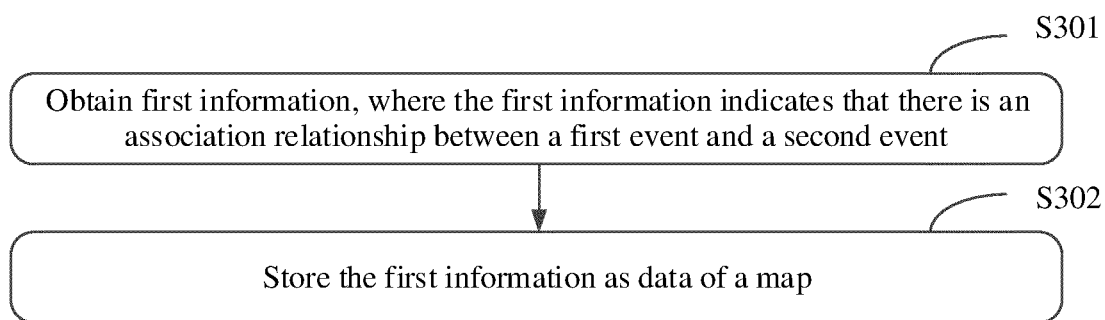 S301
Obtain first information, where the first information indicates that there is an
association relationship between a first event and a second event
S302
Store the first information as data of a map